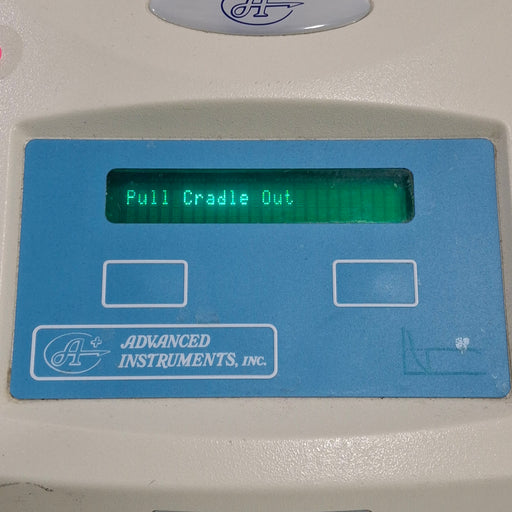 Pull Cradle Out
A+
ADVANCED
INSTRUMENTS, INC.